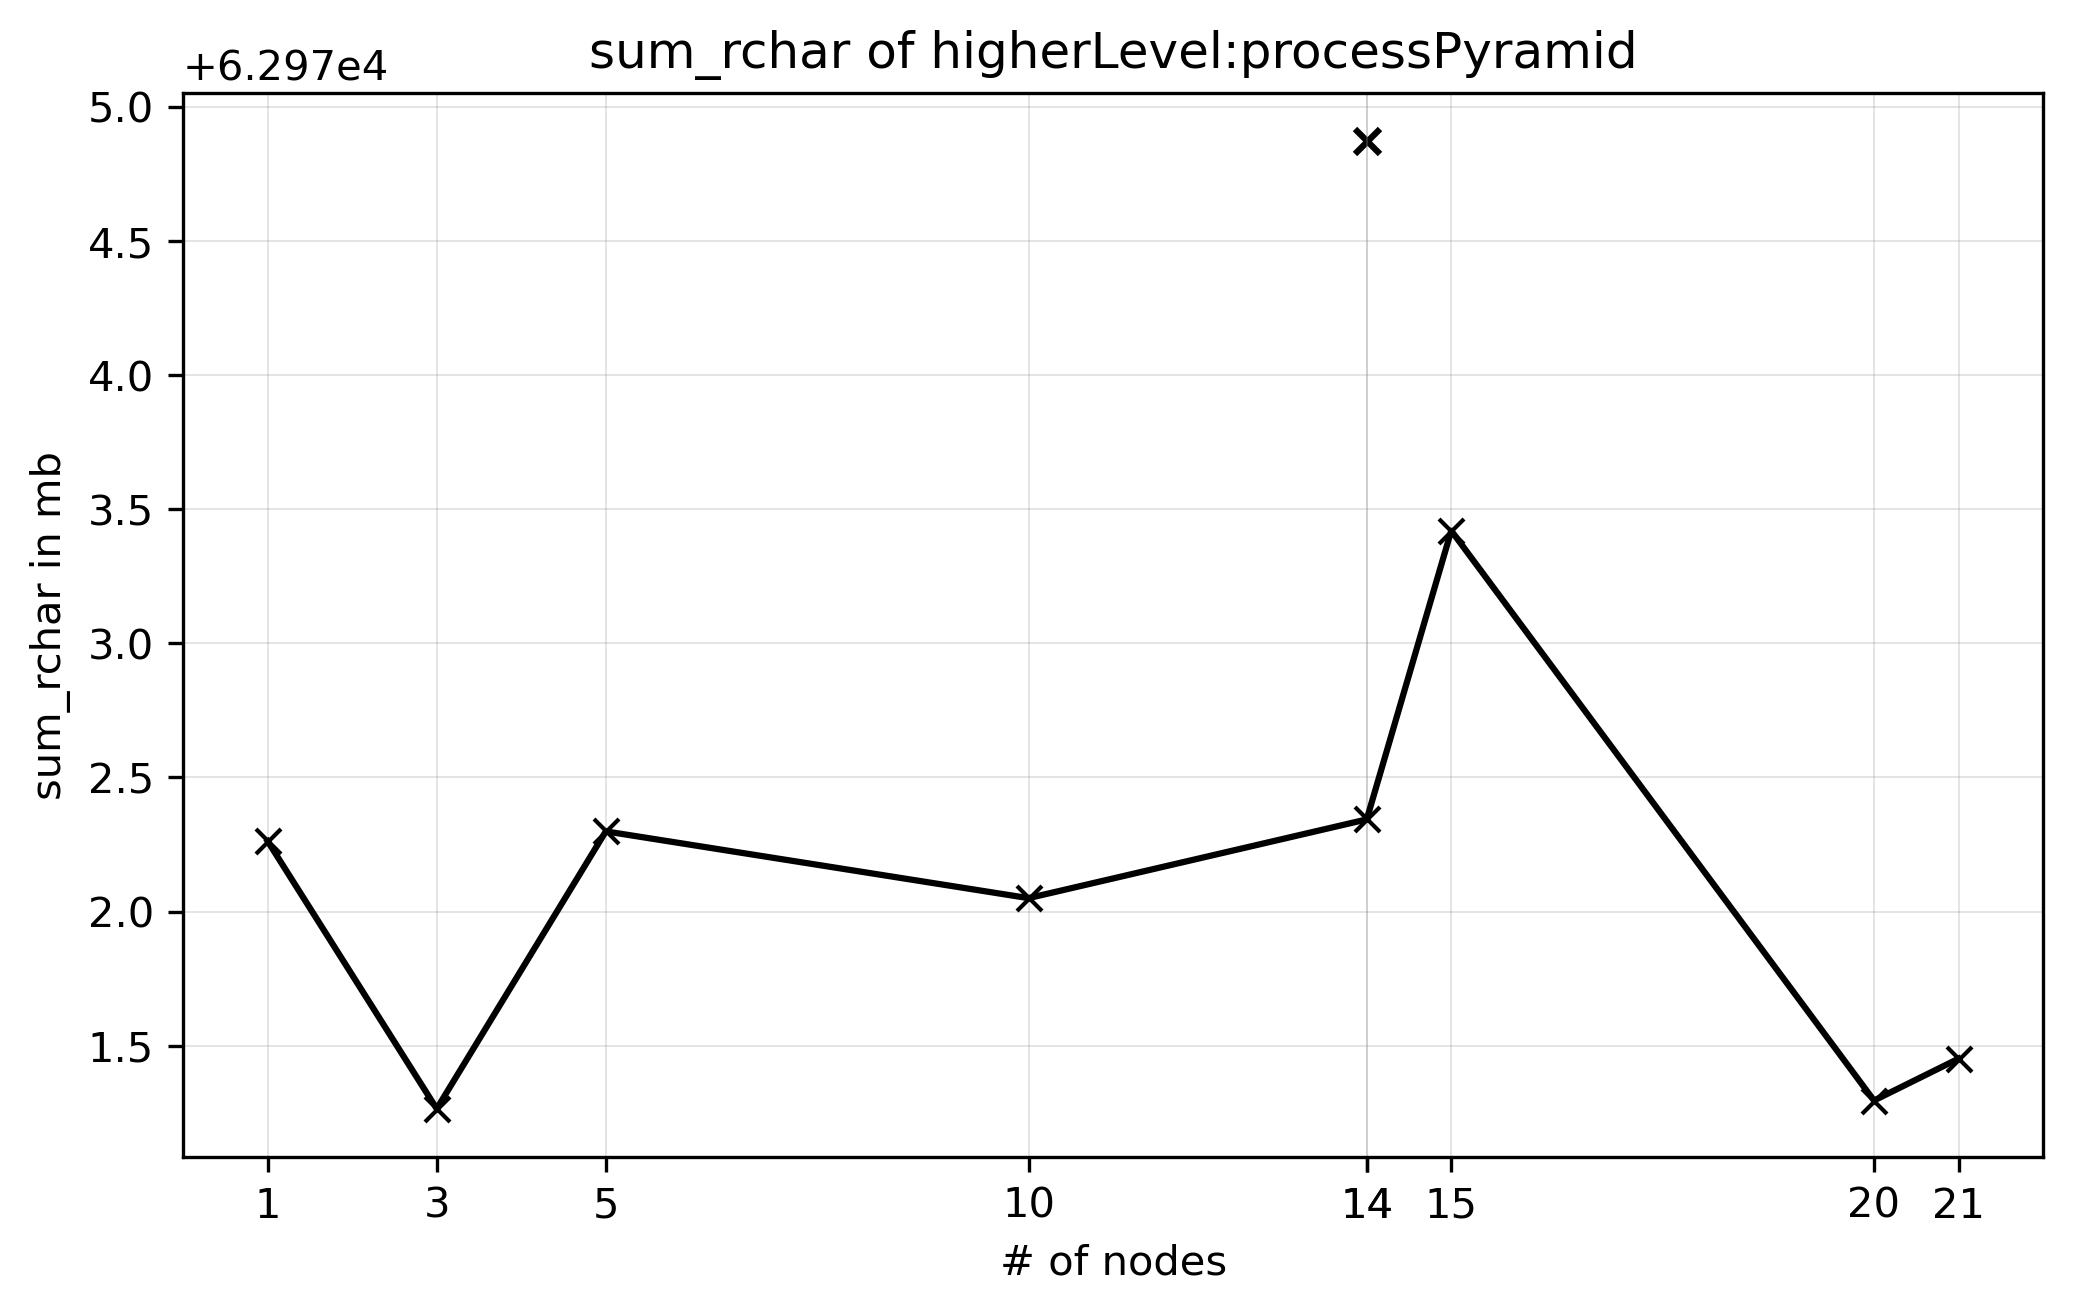 sum_rchar of higherLevel:processPyramid
+6.297e4
5.0
4.5
4.0
3.5
3.0
2.5
2.0
1.5
sum_rchar in mb
1 3 5 10 14 15 20 21
# of nodes